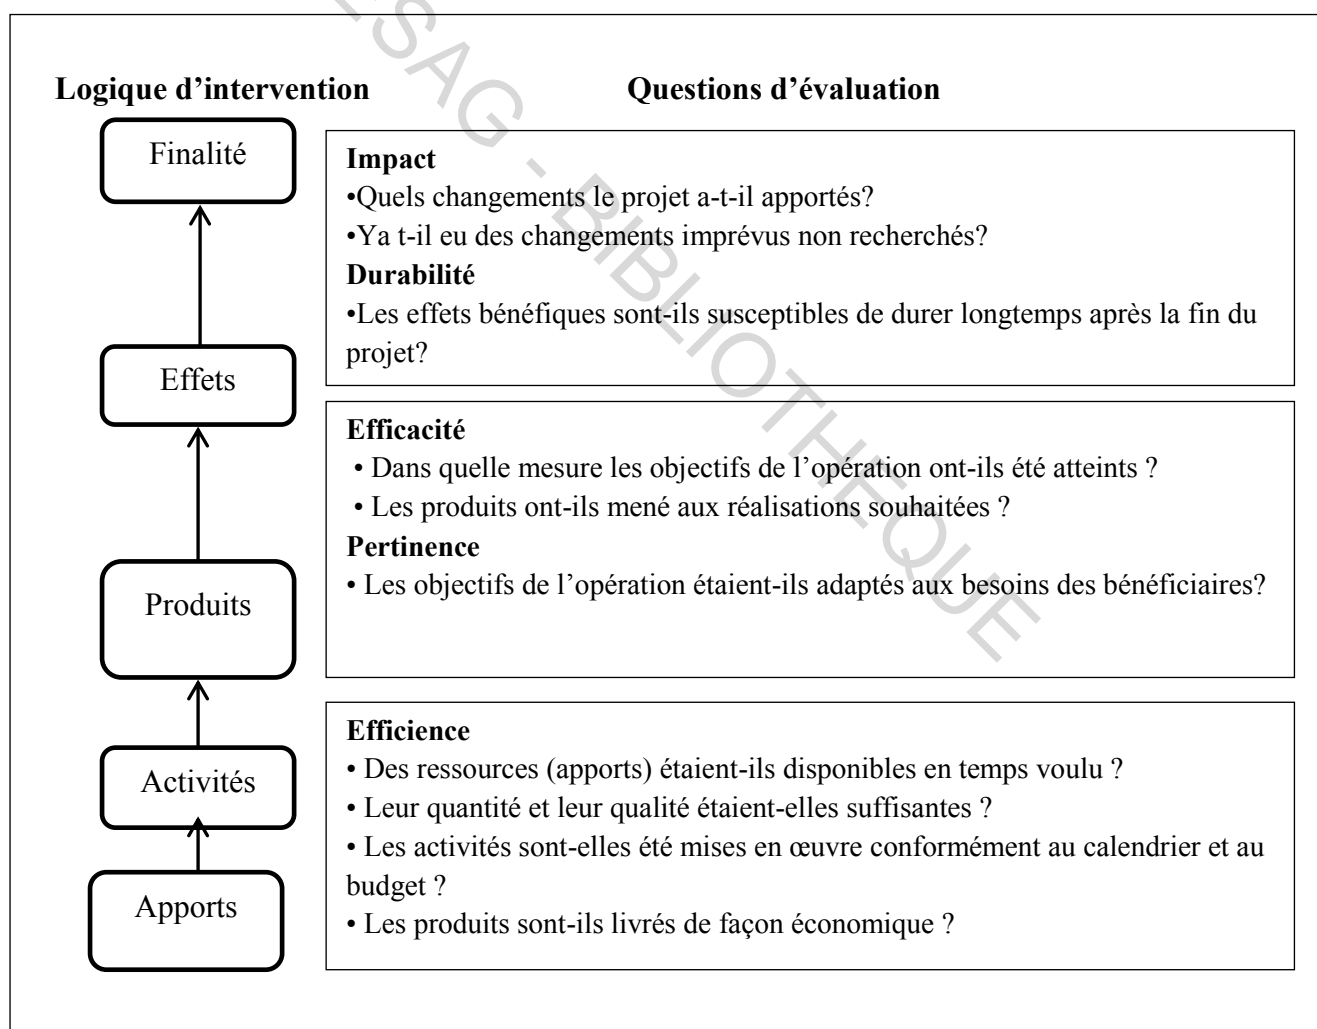 Logique d'intervention
Questions d'évaluation
Finalité
Effets
Produits
Activités
Apports
Impact
•Quels changements le projet a-t-il apportés?
•Ya t-il eu des changements imprévus non recherchés?
Durabilité
•Les effets bénéfiques sont-ils susceptibles de durer longtemps après la fin du
projet?
Efficacité
• Dans quelle mesure les objectifs de l'opération ont-ils été atteints ?
• Les produits ont-ils mené aux réalisations souhaitées ?
Pertinence
• Les objectifs de l'opération étaient-ils adaptés aux besoins des bénéficiaires?
Efficience
• Des ressources (apports) étaient-ils disponibles en temps voulu ?
• Leur quantité et leur qualité étaient-elles suffisantes ?
• Les activités sont-elles été mises en œuvre conformément au calendrier et au
budget ?
• Les produits sont-ils livrés de façon économique ?
ESAG - BIBLIOTHEQUE